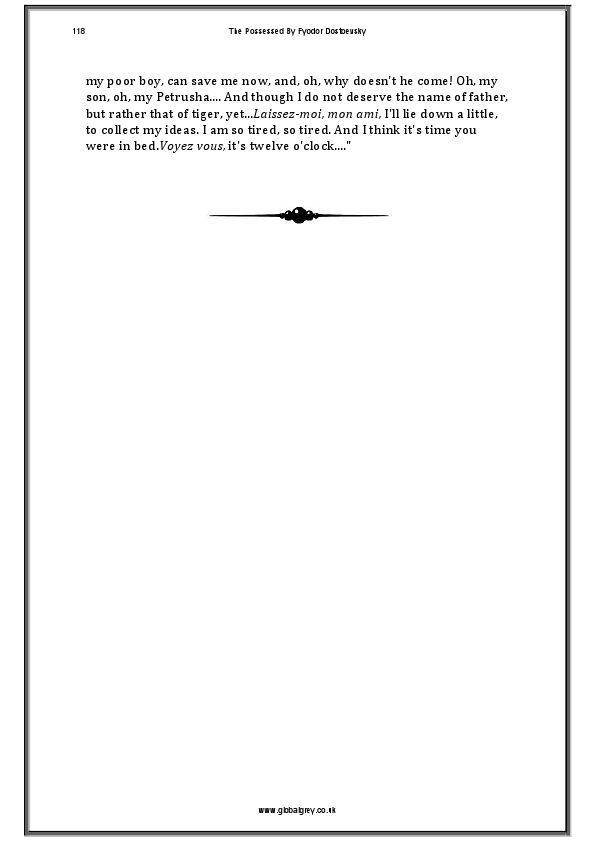 118
The Possessed By Fyodor Dostoevsky
my poor boy, can save me now, and, oh, why doesn't he come! Oh, my
son, oh, my Petrusha.... And though I do not deserve the name of father,
but rather that of tiger, yet...Laissez-moi, mon ami, I'll lie down a little,
to collect my ideas. I am so tired, so tired. And I think it's time you
were in bed.Voyez vous, it's twelve o'clock...."
www.globalgrey.co.uk